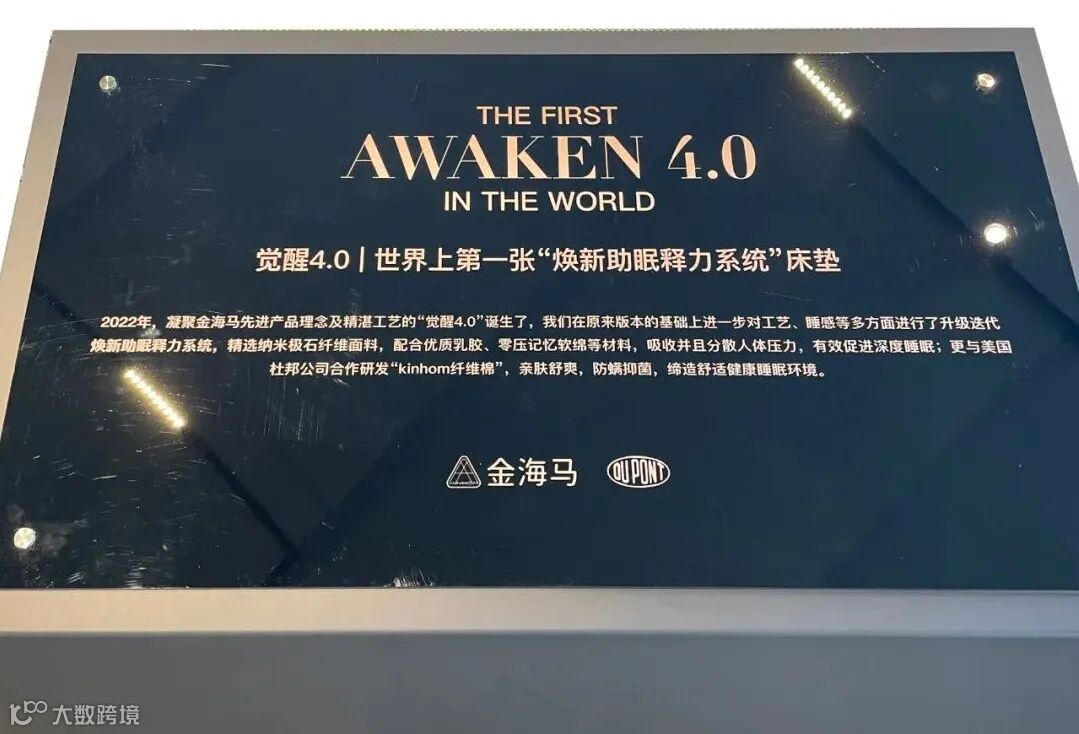 THE FIRST
AWAKEN 4.0
IN THE WORLD
觉醒4.0 | 世界上第一张“焕新助眠释力系统”床垫
2022年，凝聚金海马先进产品理念及精湛工艺的“觉醒4.0”诞生了，我们在原来版本的基础上进一步对工艺、睡感等多方面进行了升级迭代
焕新助眠释力系统，精选纳米极石纤维面料，配合优质乳胶、零压记忆软绵等材料，吸收并且分散人体压力，有效促进深度睡眠；更与美国
杜邦公司合作研发“kinhom纤维棉”，亲肤舒爽，防螨抑菌，缔造舒适健康睡眠环境。
金海马 DUPONT
大数跨境